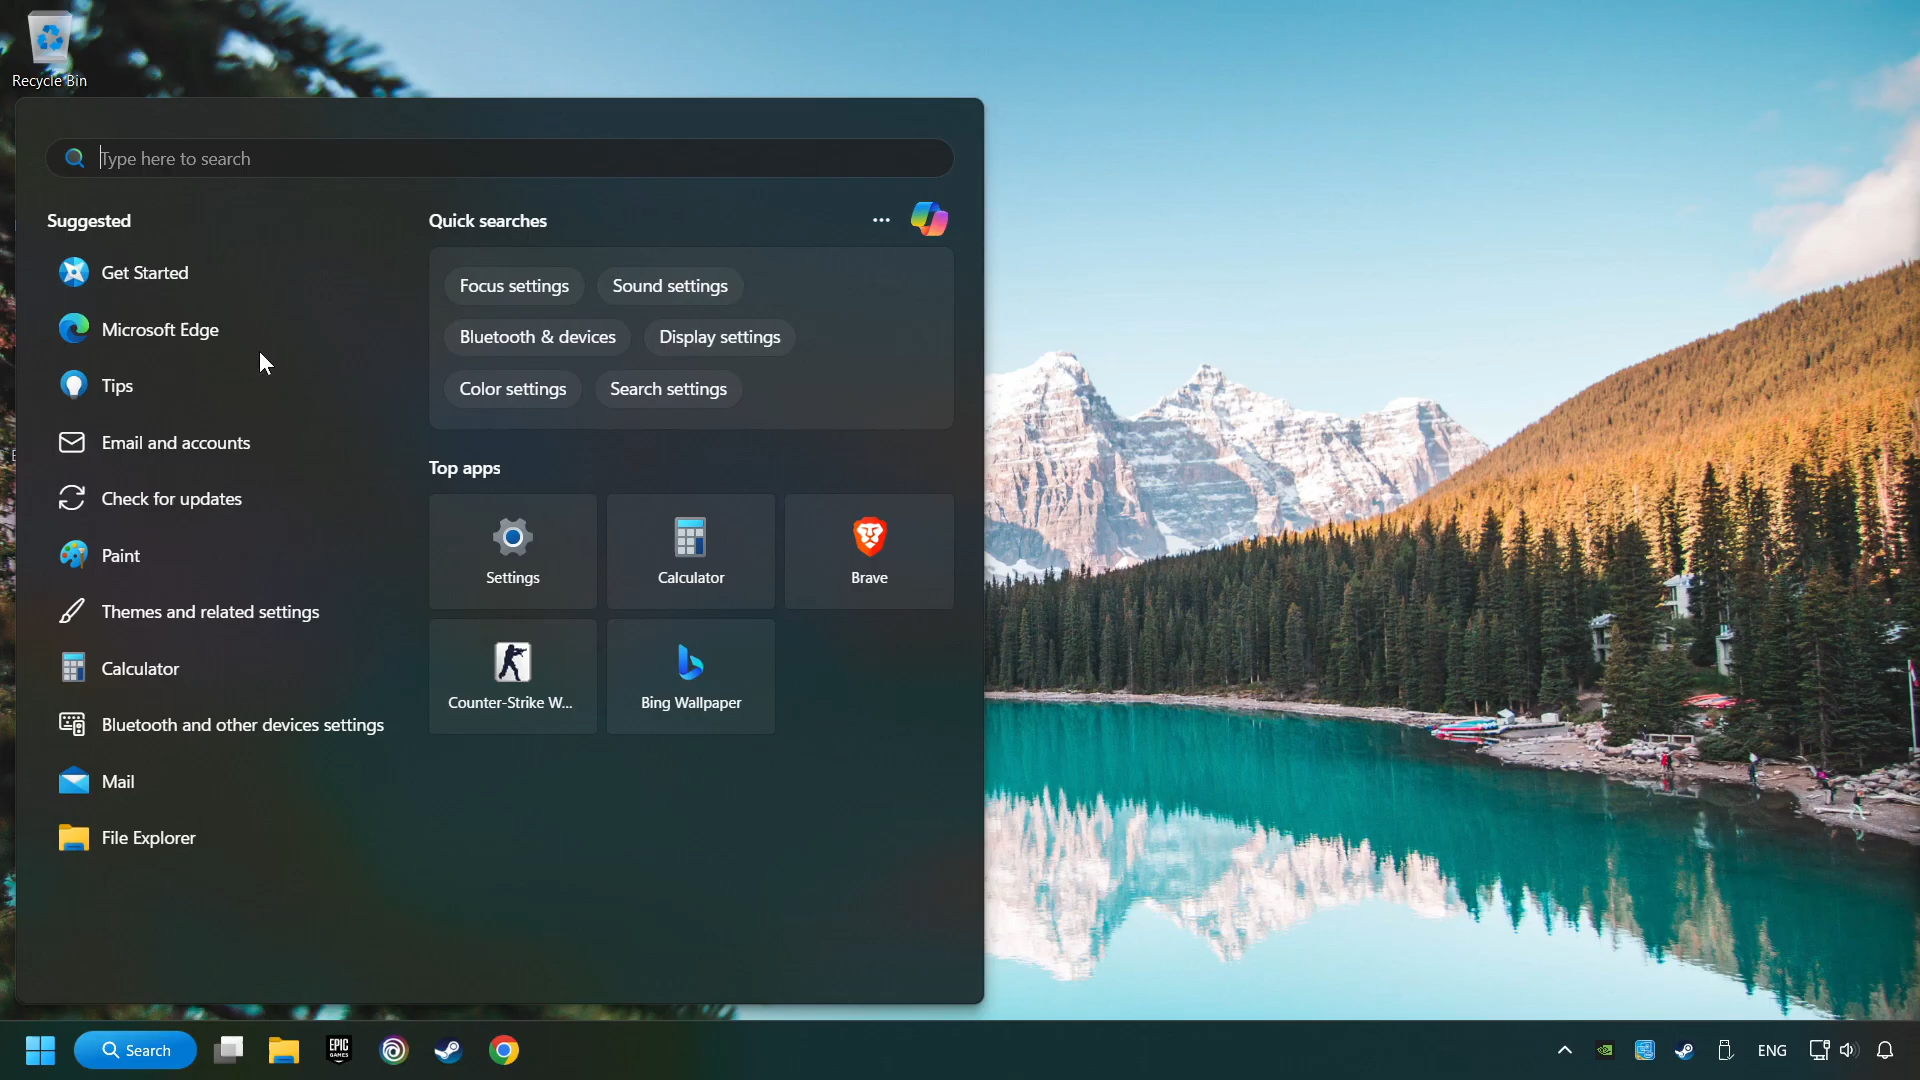 Recycle Bin
Type here to search
Suggested
Get Started
Microsoft Edge
Tips
Email and accounts
Check for updates
Paint
Themes and related settings
Calculator
Bluetooth and other devices settings
Mail
File Explorer
Quick searches
Focus settings
Sound settings
Bluetooth & devices
Display settings
Color settings
Search settings
Top apps
Settings
Calculator
Brave
Counter-Strike W...
Bing Wallpaper
Search
EPIC
GAMES
ENG